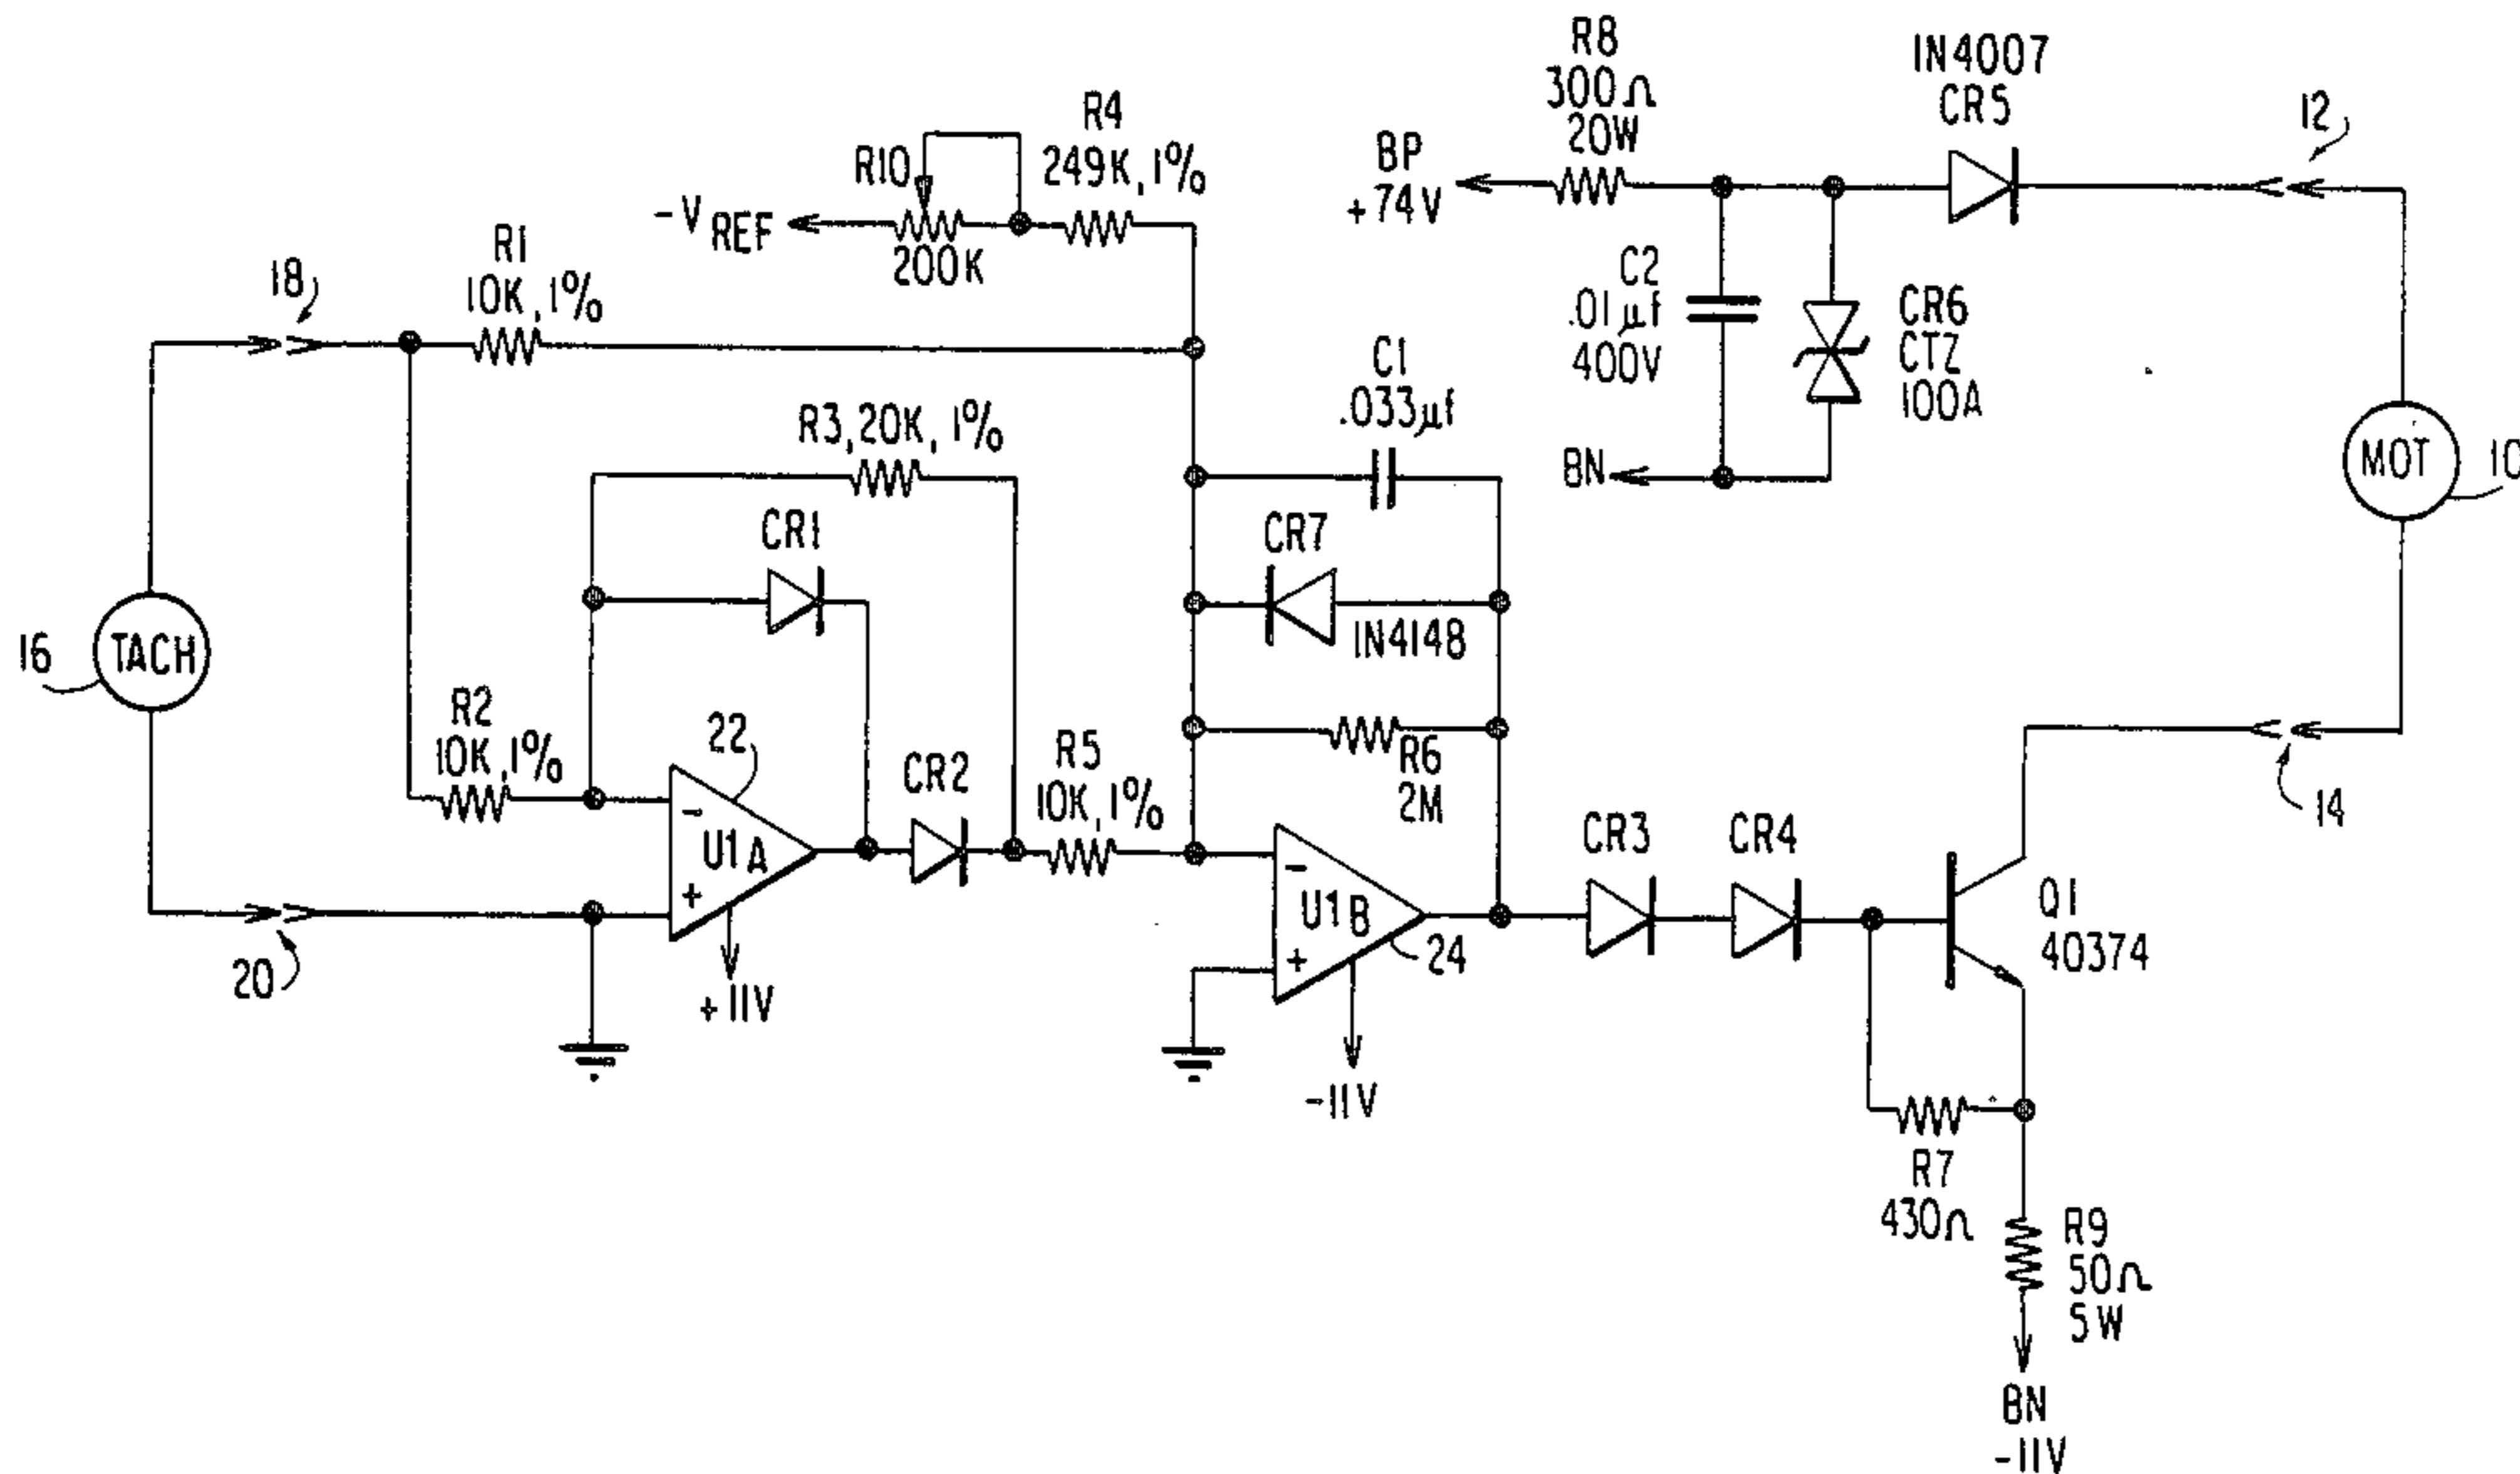 R8
300Ω
20W
1N4007
CR5
12
R4
249K, 1%
R10
BP
+74V
-V REF
200K
18
R1
10K, 1%
C2
.01µf
400V
CR6
CTZ
100A
C1
.033µf
R3, 20K, 1%
BN
MOT
10
CR1
CR7
1N4148
16
TACH
R2
10K, 1%
22
CR2
R5
10K, 1%
R6
2M
14
CR3
CR4
-
U1A
+
-
U1B
+
24
Q1
40374
20
+11V
-11V
R7
430Ω
R9
50Ω
5W
BN
-11V